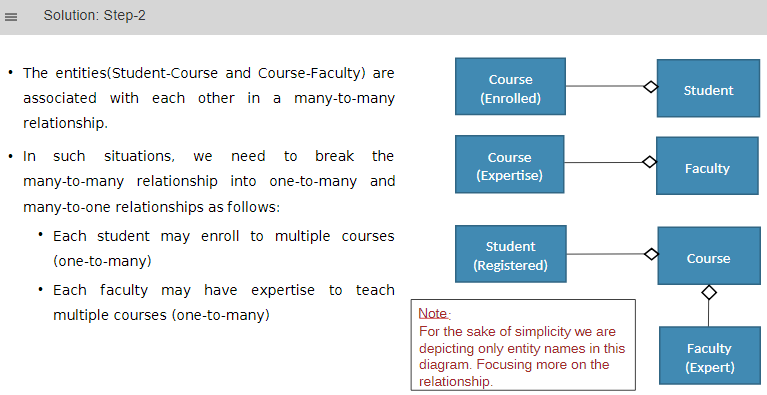 Solution: Step-2
• The entities(Student-Course and Course-Faculty) are
associated with each other in a many-to-many
relationship.
• In such situations, we need to break the
many-to-many relationship into one-to-many and
many-to-one relationships as follows:
• Each student may enroll to multiple courses
(one-to-many)
• Each faculty may have expertise to teach
multiple courses (one-to-many)
Course
(Enrolled)
Student
Course
(Expertise)
Faculty
Student
(Registered)
Course
Faculty
(Expert)
Note:
For the sake of simplicity we are
depicting only entity names in this
diagram. Focusing more on the
relationship.